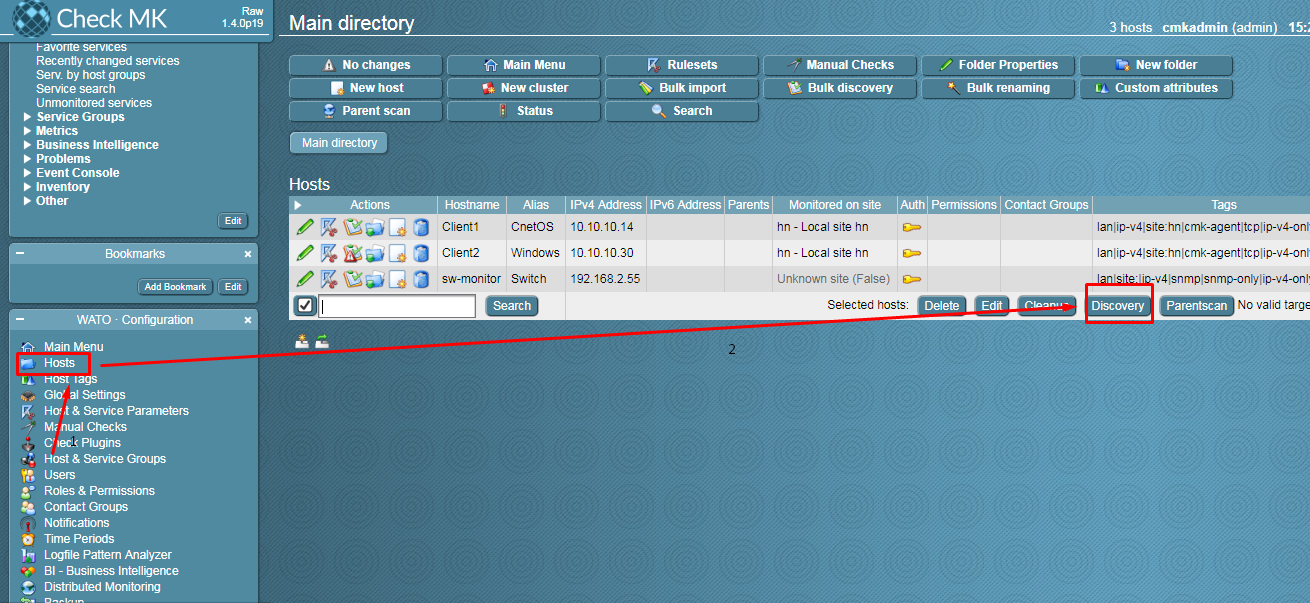 Check MK
Raw
1.4.0p19
Favorite services
Recently changed services
Serv. by host groups
Service search
Unmonitored services
Service Groups
Metrics
Business Intelligence
Problems
Event Console
Inventory
Other
Edit
Bookmarks
Add Bookmark Edit
WATO · Configuration
Main Menu
Hosts
Host Tags
Global Settings
Host & Service Parameters
Manual Checks
1
Check Plugins
Host & Service Groups
Users
Roles & Permissions
Contact Groups
Notifications
Time Periods
Logfile Pattern Analyzer
BI - Business Intelligence
Distributed Monitoring
Backup
Main directory
3 hosts cmkadmin (admin)
No changes Main Menu Rulesets Manual Checks Folder Properties New folder
New host New cluster Bulk import Bulk discovery Bulk renaming Custom attributes
Parent scan Status Search
Main directory
Hosts
Actions Hostname Alias IPv4 Address IPv6 Address Parents Monitored on site Auth Permissions Contact Groups Tags
Client1 CnetOS 10.10.10.14 hn - Local site hn lan|ip-v4|site:hn|cmk-agent|tcp|ip-v4-onl
Client2 Windows 10.10.10.30 hn - Local site hn lan|ip-v4|site:hn|cmk-agent|tcp|ip-v4-onl
sw-monitor Switch 192.168.2.55 Unknown site (False) lan|site:|ip-v4|snmp|snmp-only|ip-v4-onl
Search Selected hosts: Delete Edit Cleanup Discovery Parentscan No valid targe
2